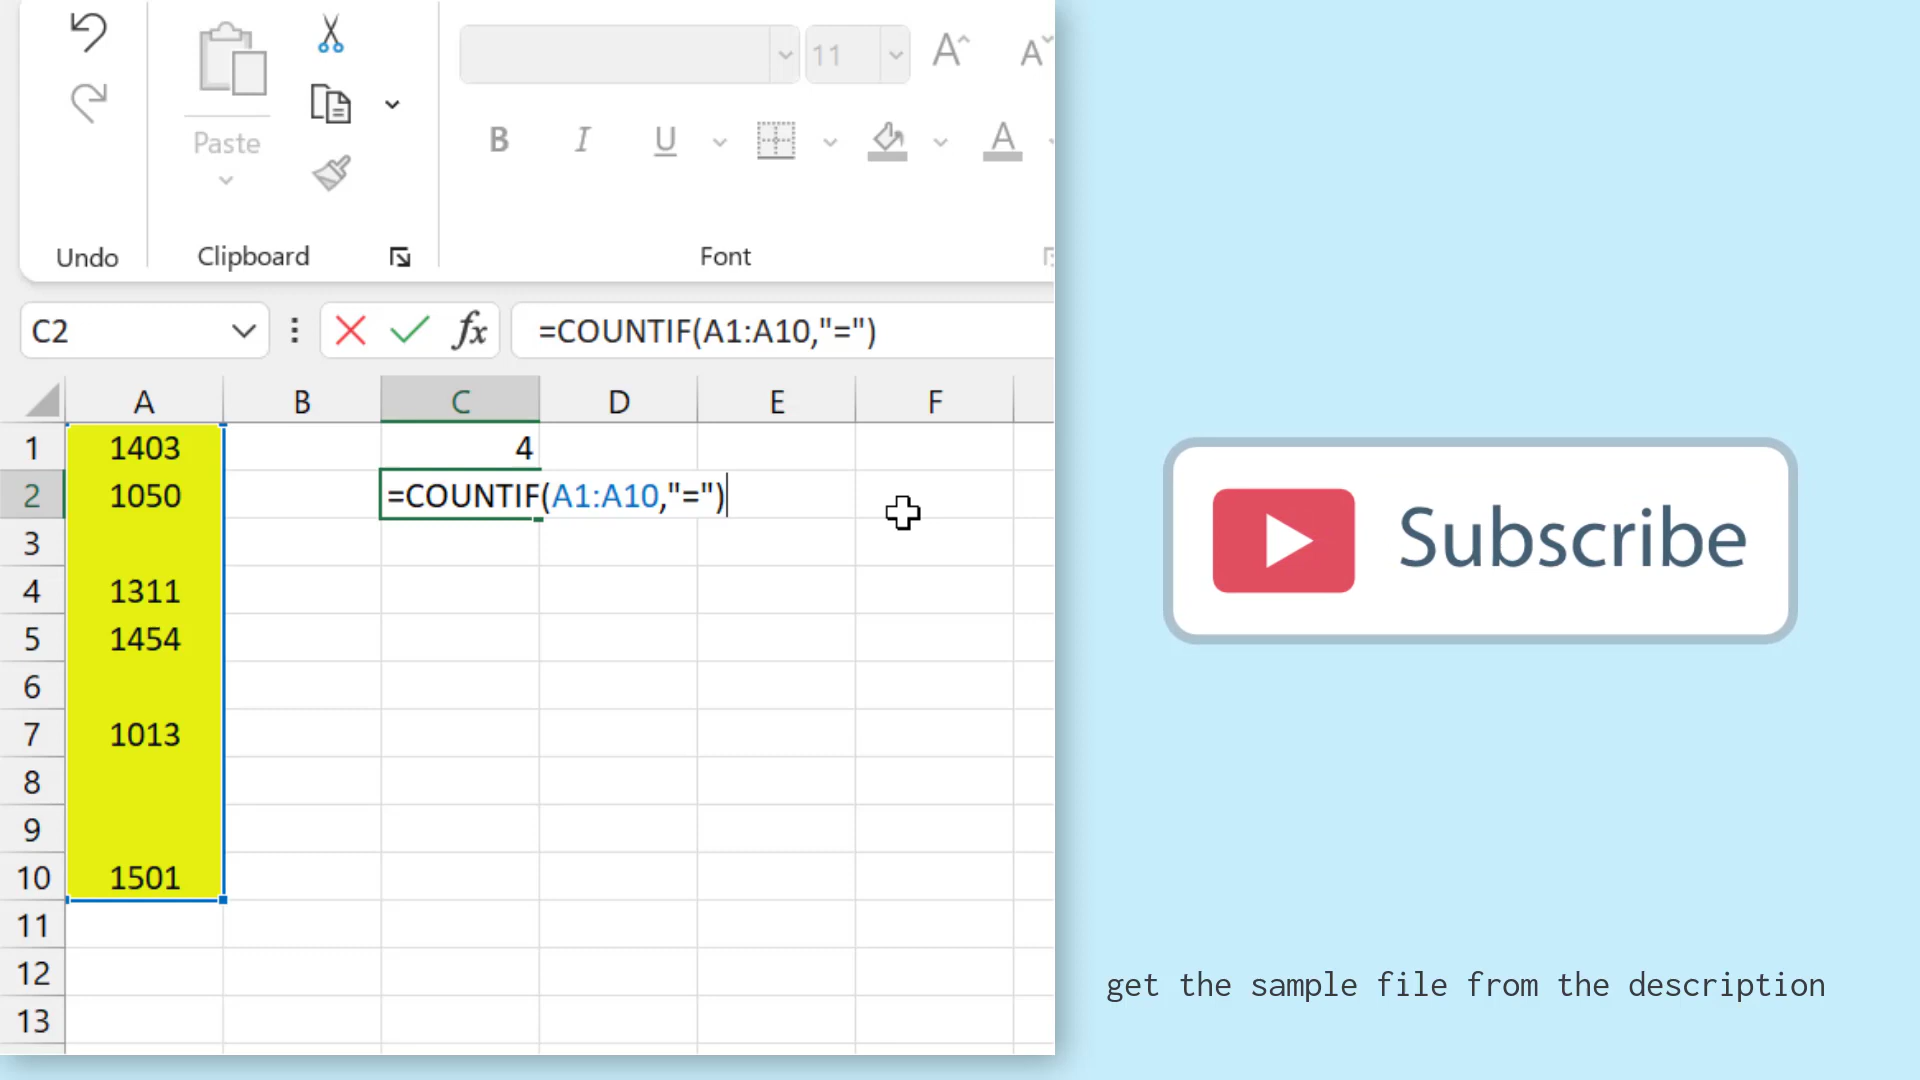 11
A A
Paste
B I U A
Undo Clipboard Font
C2 fx =COUNTIF(A1:A10,"=")
A B C D E F
1 1403 4
2 1050 =COUNTIF(A1:A10,"=")
3
4 1311
5 1454
6
7 1013
8
9
10 1501
11
12
13
Subscribe
get the sample file from the description